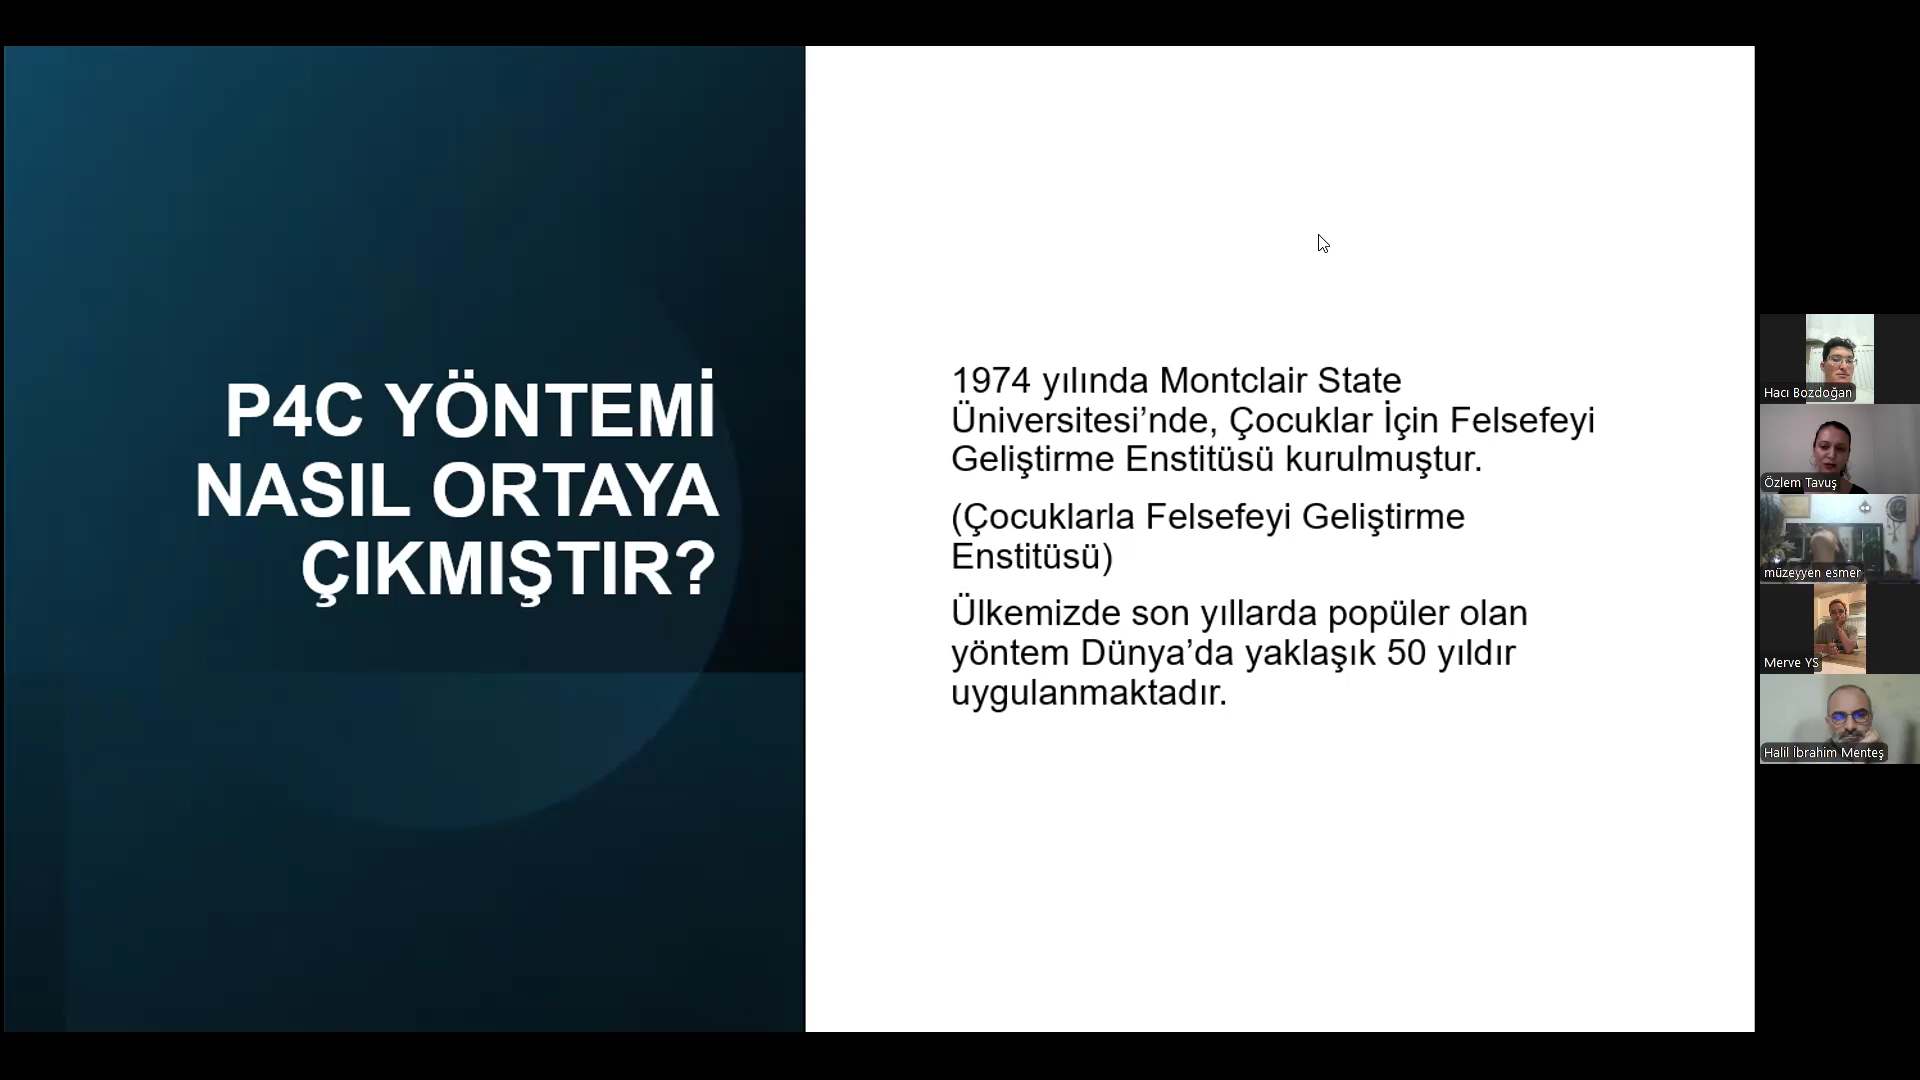 P4C YÖNTEMİ
NASIL ORTAYA
ÇIKMIŞTIR?
1974 yılında Montclair State
Üniversitesi’nde, Çocuklar İçin Felsefeyi
Geliştirme Enstitüsü kurulmuştur.
(Çocuklarla Felsefeyi Geliştirme
Enstitüsü)
Ülkemizde son yıllarda popüler olan
yöntem Dünya’da yaklaşık 50 yıldır
uygulanmaktadır.
Hacı Bozdoğan
Özlem Tavuş
müzeyyen esmer
Merve YS
Halil İbrahim Menteş